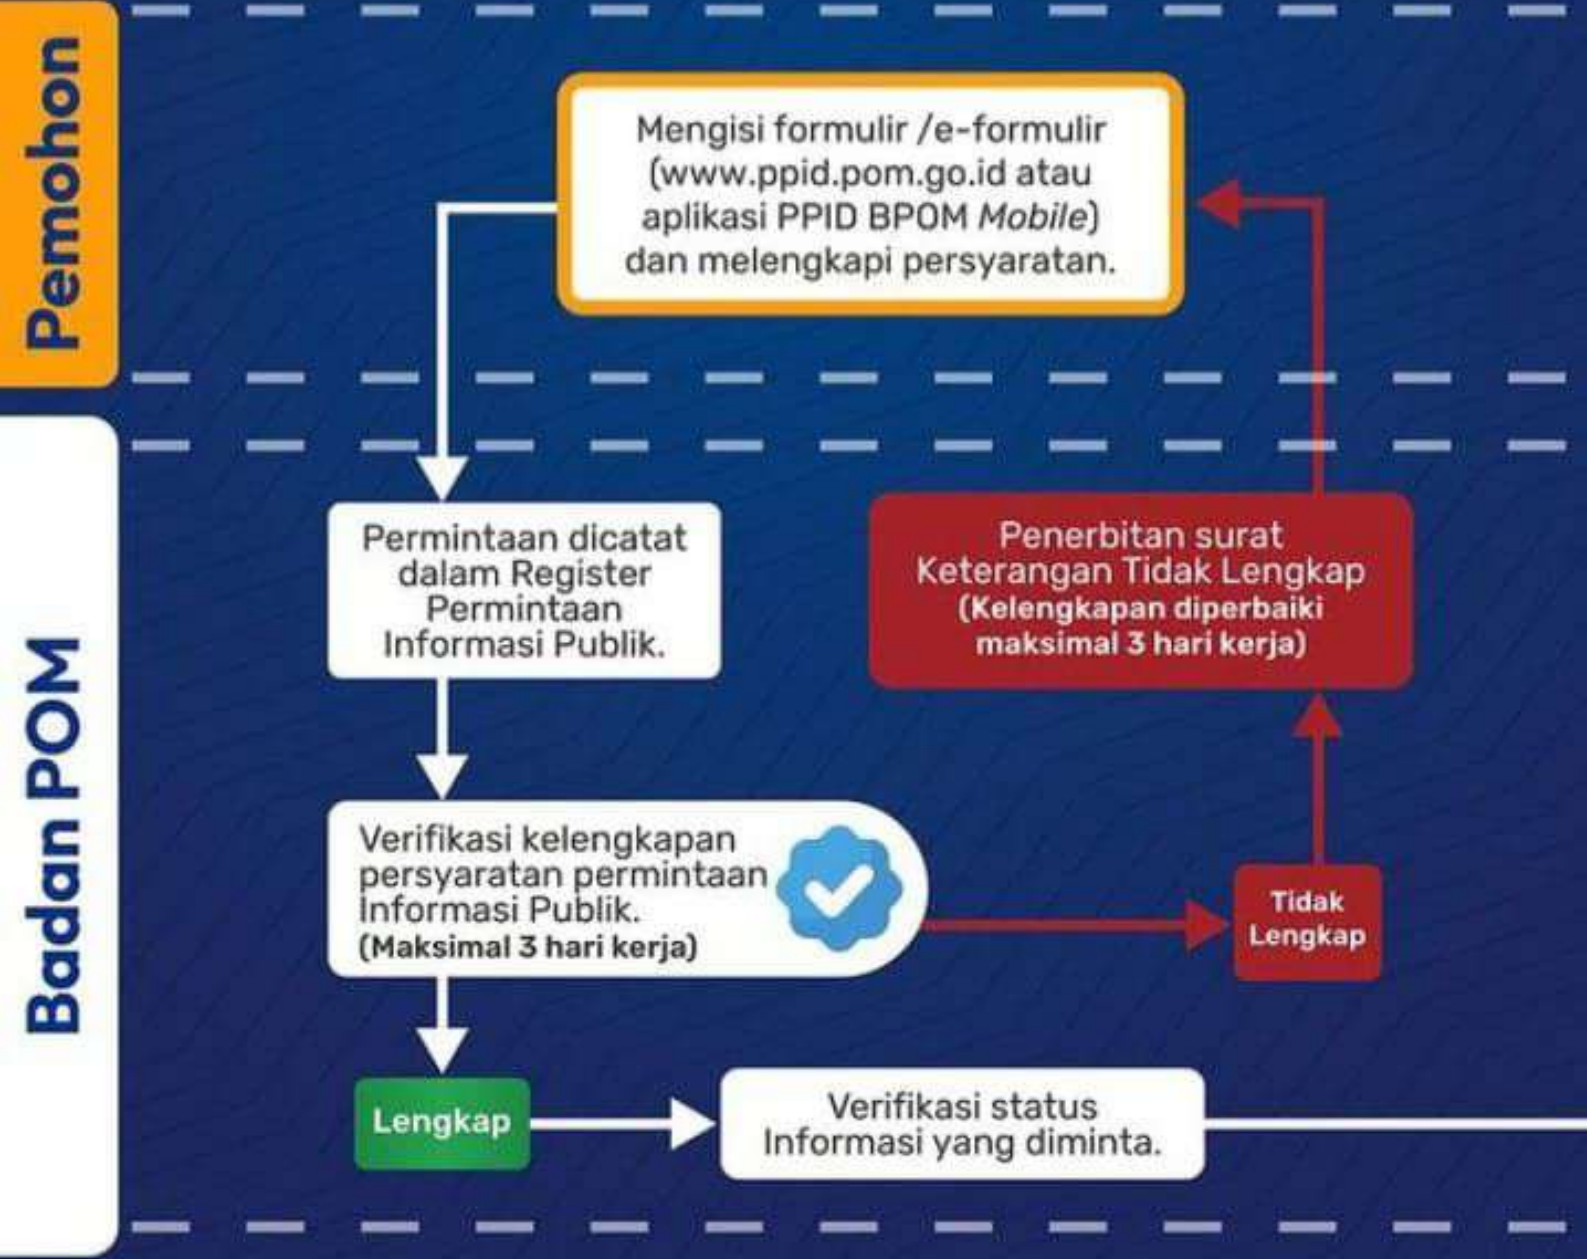 Pemohon
Mengisi formulir /e-formulir
(www.ppid.pom.go.id atau
aplikasi PPID BPOM Mobile)
dan melengkapi persyaratan.
Badan POM
Permintaan dicatat
dalam Register
Permintaan
Informasi Publik.
Penerbitan surat
Keterangan Tidak Lengkap
(Kelengkapan diperbaiki
maksimal 3 hari kerja)
Verifikasi kelengkapan
persyaratan permintaan
Informasi Publik.
(Maksimal 3 hari kerja)
Tidak
Lengkap
Lengkap
Verifikasi status
Informasi yang diminta.